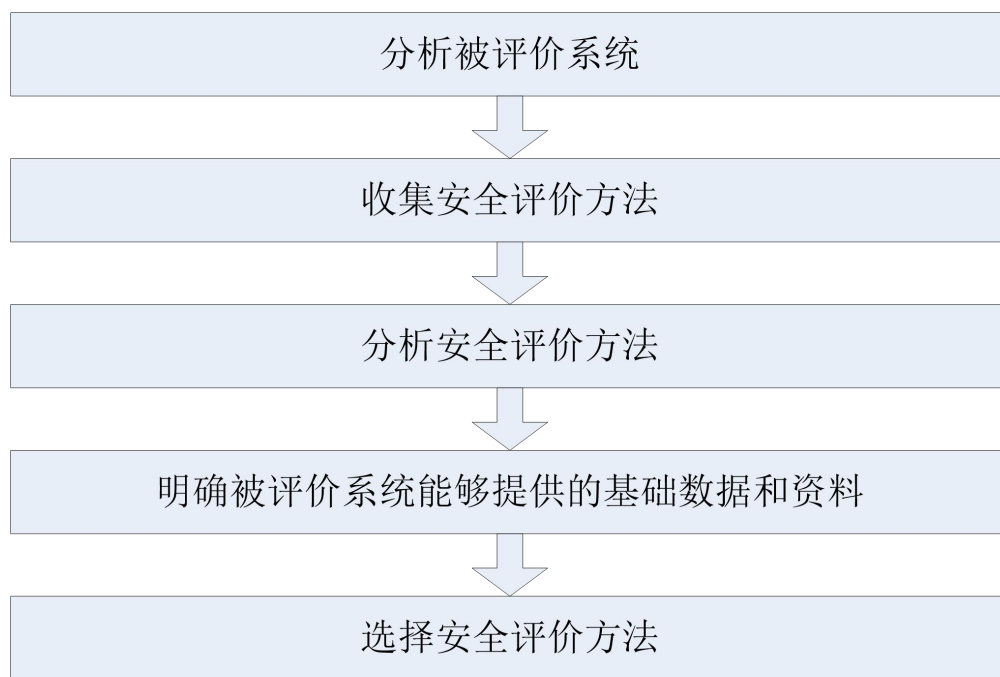 分析被评价系统
收集安全评价方法
分析安全评价方法
明确被评价系统能够提供的基础数据和资料
选择安全评价方法